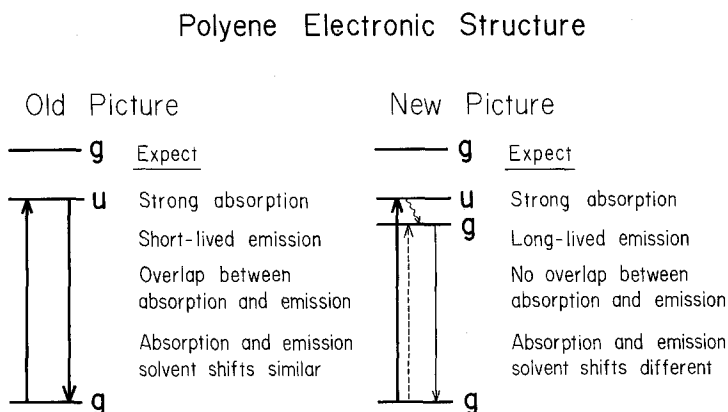 Polyene Electronic Structure
Old Picture
g
Expect
u
Strong absorption
Short-lived emission
Overlap between
absorption and emission
Absorption and emission
solvent shifts similar
g
New Picture
g
Expect
u
Strong absorption
g
Long-lived emission
No overlap between
absorption and emission
Absorption and emission
solvent shifts different
g